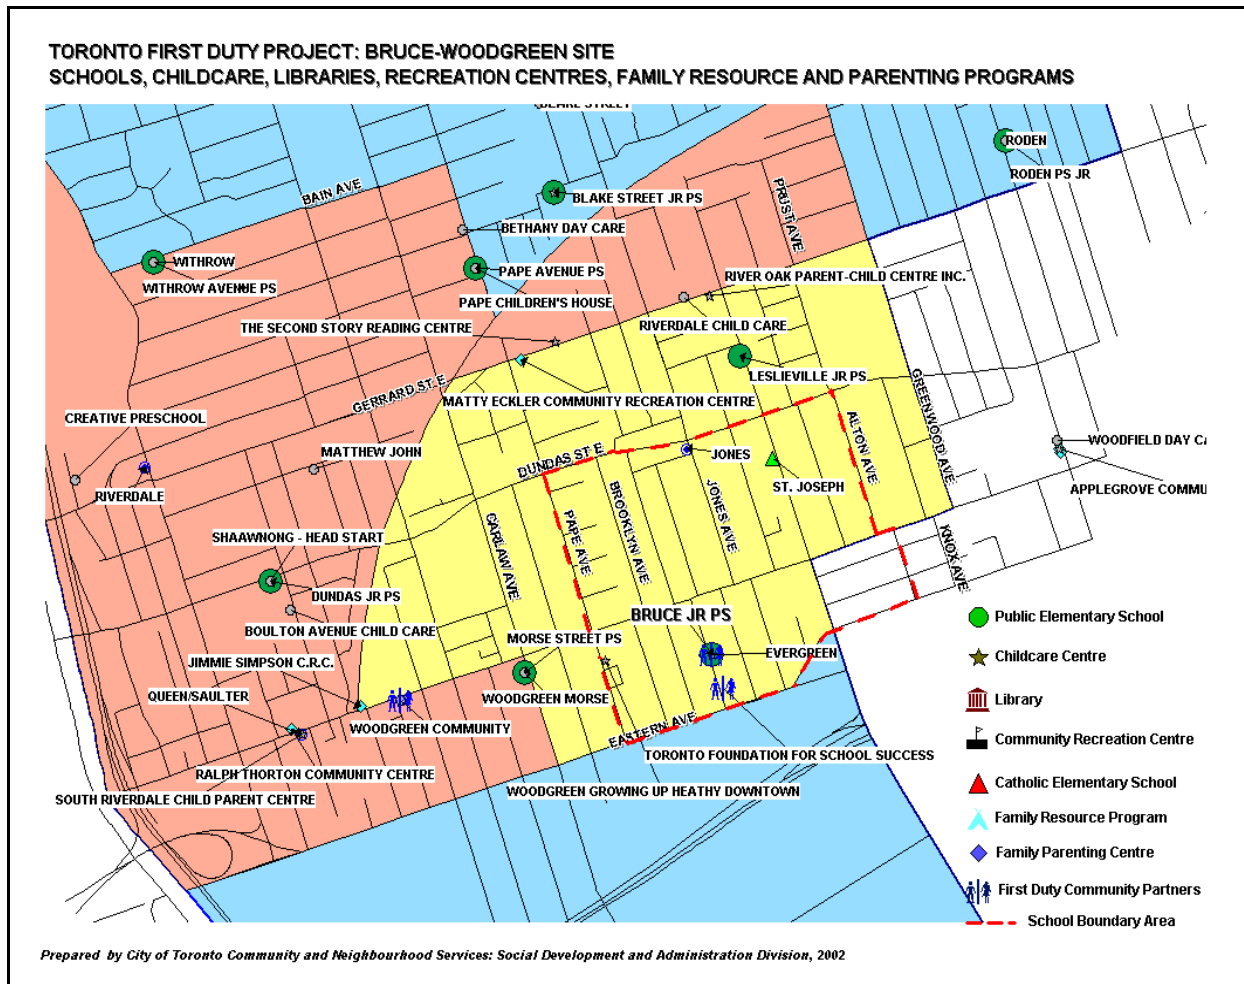 TORONTO FIRST DUTY PROJECT: BRUCE-WOODGREEN SITE
SCHOOLS, CHILDCARE, LIBRARIES, RECREATION CENTRES, FAMILY RESOURCE AND PARENTING PROGRAMS
BLAKE STREET
RODEN
RODEN PS JR
BAIN AVE
PRUST AVE
BLAKE STREET JR PS
BETHANY DAY CARE
WITHROW
WITHROW AVENUE PS
PAPE AVENUE PS
PAPE CHILDREN'S HOUSE
RIVER OAK PARENT-CHILD CENTRE INC.
THE SECOND STORY READING CENTRE
RIVERDALE CHILD CARE
LESLIEVILLE JR PS
GERRARD ST E
MATTY ECKLER COMMUNITY RECREATION CENTRE
GREENWOOD AVE
CREATIVE PRESCHOOL
ALTON AVE
MATTHEW JOHN
DUNDAS ST E
JONES
WOODFIELD DAY CA
RIVERDALE
ST. JOSEPH
APPLEGROVE COMMU
BROOKLYN AVE
JONES AVE
PAPE AVE
CARLAW AVE
KNOX AVE
SHAAWNONG - HEAD START
DUNDAS JR PS
BOULTON AVENUE CHILD CARE
BRUCE JR PS
MORSE STREET PS
EVERGREEN
JIMMIE SIMPSON C.R.C.
QUEEN/SAULTER
WOODGREEN MORSE
WOODGREEN COMMUNITY
EASTERN AVE
TORONTO FOUNDATION FOR SCHOOL SUCCESS
RALPH THORTON COMMUNITY CENTRE
WOODGREEN GROWING UP HEATHY DOWNTOWN
SOUTH RIVERDALE CHILD PARENT CENTRE
Public Elementary School
Childcare Centre
Library
Community Recreation Centre
Catholic Elementary School
Family Resource Program
Family Parenting Centre
First Duty Community Partners
School Boundary Area
Prepared by City of Toronto Community and Neighbourhood Services: Social Development and Administration Division, 2002